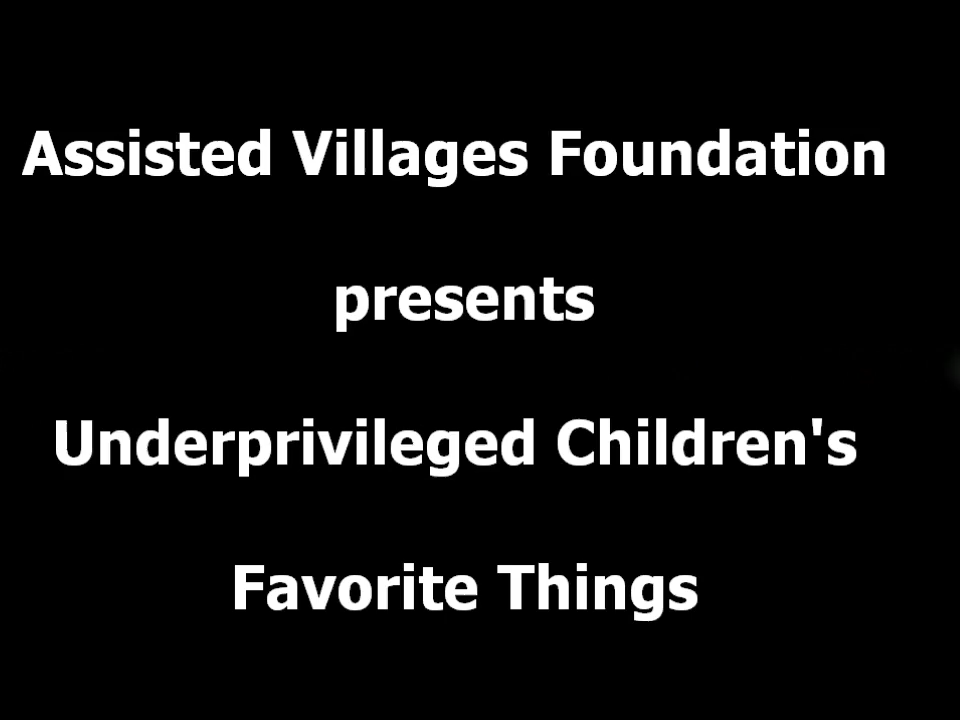 Assisted Villages Foundation
presents
Underprivileged Children's
Favorite Things